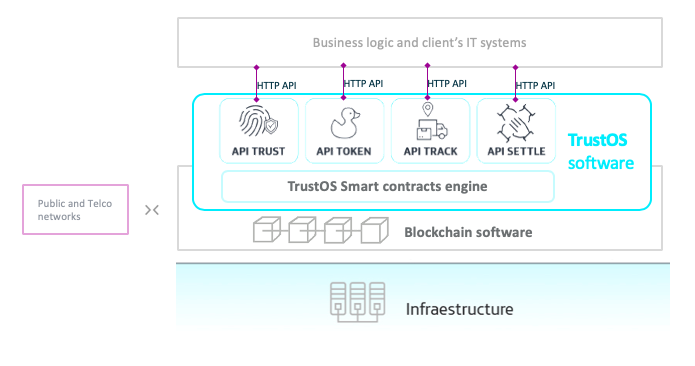 Business logic and client's IT systems
HTTP API
HTTP API
HTTP API
HTTP API
API TRUST
API TOKEN
API TRACK
API SETTLE
TrustOS
software
TrustOS Smart contracts engine
Public and Telco
networks
Blockchain software
Infraestructure